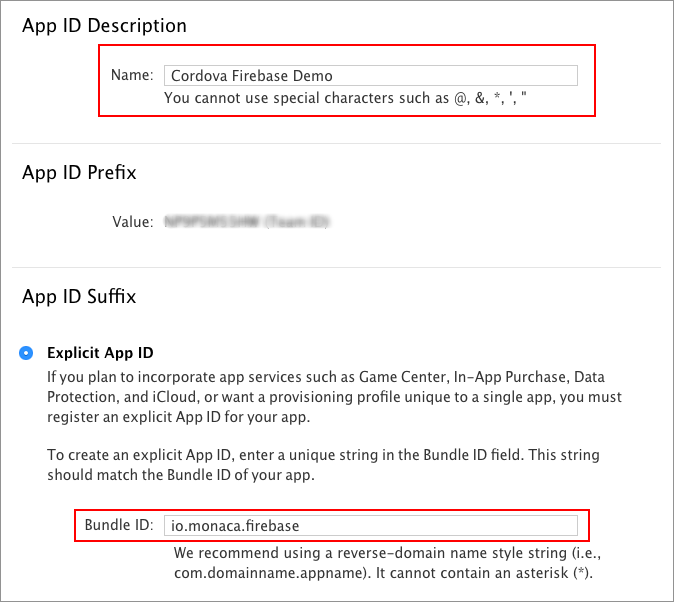 App ID Description
Name: Cordova Firebase Demo
You cannot use special characters such as @, &, *, ', "
App ID Prefix
Value:
App ID Suffix
Explicit App ID
If you plan to incorporate app services such as Game Center, In-App Purchase, Data
Protection, and iCloud, or want a provisioning profile unique to a single app, you must
register an explicit App ID for your app.
To create an explicit App ID, enter a unique string in the Bundle ID field. This string
should match the Bundle ID of your app.
Bundle ID: io.monaca.firebase
We recommend using a reverse-domain name style string (i.e.,
com.domainname.appname). It cannot contain an asterisk (*).